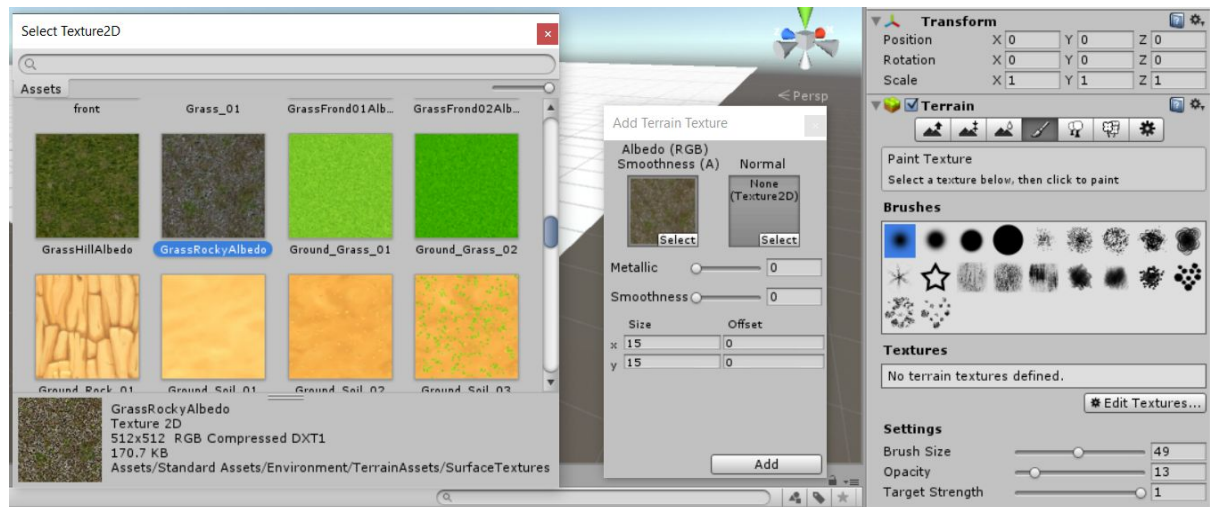 Select Texture2D
Assets
front
Grass_01
GrassFrond01Alb...
GrassFrond02Alb...
GrassHillAlbedo
GrassRockyAlbedo
Ground_Grass_01
Ground_Grass_02
Ground_Rock_01
Ground_Soil_01
Ground_Soil_02
Ground_Soil_03
GrassRockyAlbedo
Texture 2D
512x512 RGB Compressed DXT1
170.7 KB
Assets/Standard Assets/Environment/TerrainAssets/SurfaceTextures
Persp
Add Terrain Texture
Albedo (RGB)
Smoothness (A)
Normal
None
(Texture2D)
Select
Select
Metallic 0
Smoothness 0
Size Offset
x 15 0
y 15 0
Add
Transform
Position X 0 Y 0 Z 0
Rotation X 0 Y 0 Z 0
Scale X 1 Y 1 Z 1
Terrain
Paint Texture
Select a texture below, then click to paint
Brushes
Textures
No terrain textures defined.
Edit Textures...
Settings
Brush Size 49
Opacity 13
Target Strength 1